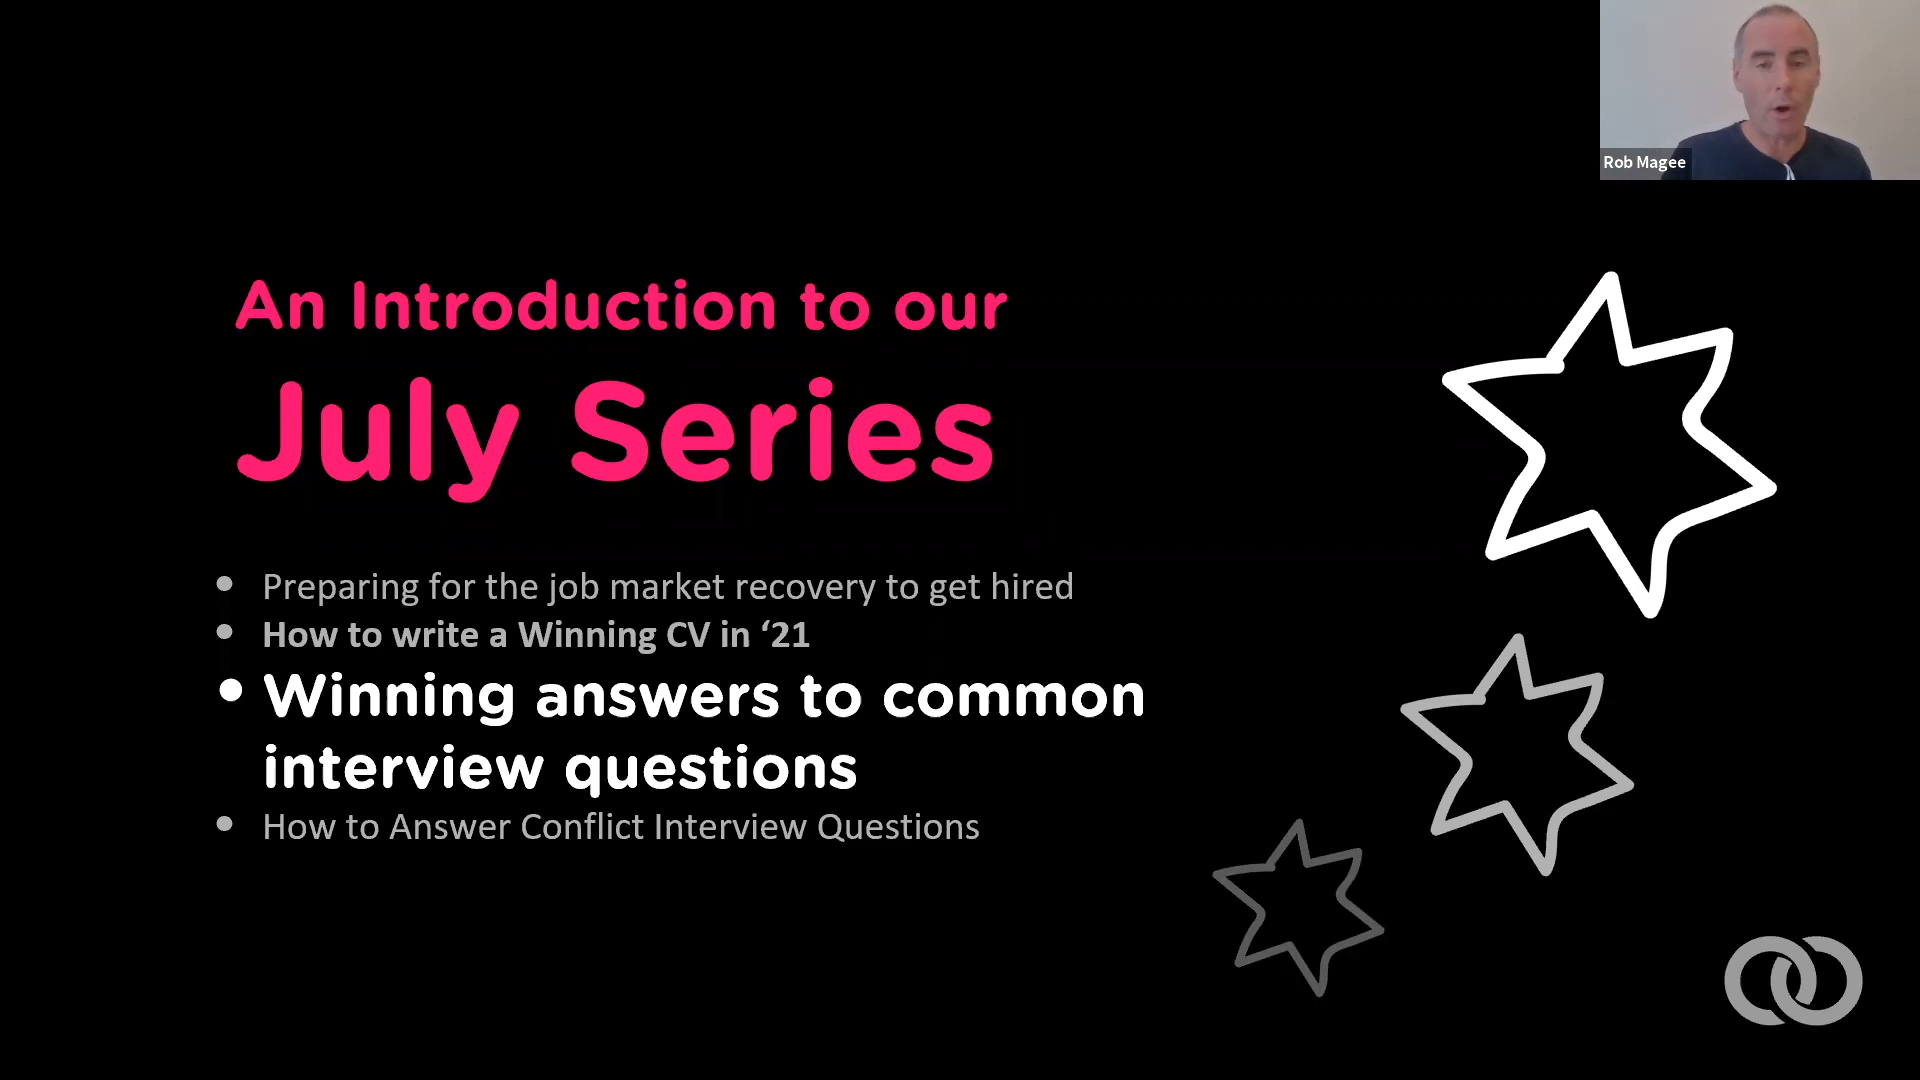 Rob Magee
An Introduction to our
July Series
• Preparing for the job market recovery to get hired
• How to write a Winning CV in ‘21
• Winning answers to common
interview questions
• How to Answer Conflict Interview Questions